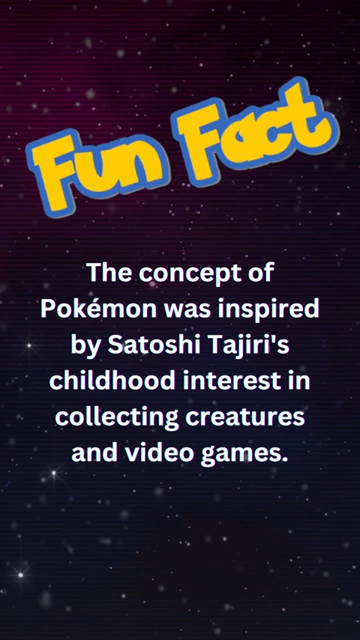 Fun Fact
The concept of
Pokémon was inspired
by Satoshi Tajiri's
childhood interest in
collecting creatures
and video games.